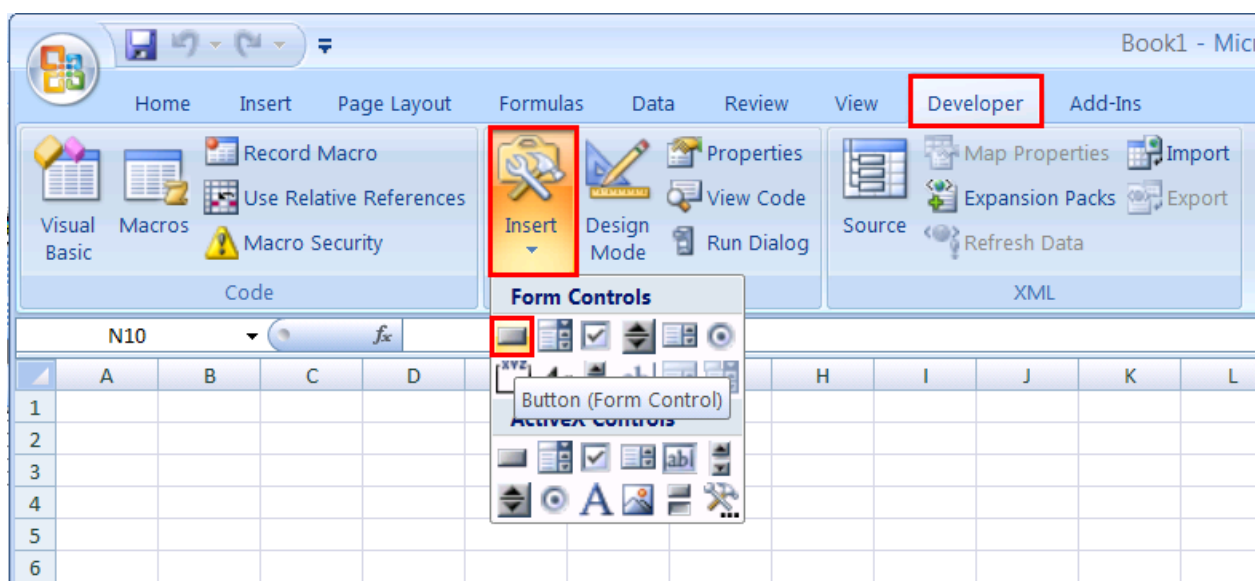 Book1 - Mic
Home Insert Page Layout Formulas Data Review View Developer Add-Ins
Visual Basic
Macros
Record Macro
Use Relative References
Macro Security
Code
Insert
Design Mode
Properties
View Code
Run Dialog
Source
Map Properties
Expansion Packs
Refresh Data
Import
Export
XML
Form Controls
N10
fx
XYZ
Button (Form Control)
ActiveX Controls
abl
A
A B C D H I J K L
1
2
3
4
5
6